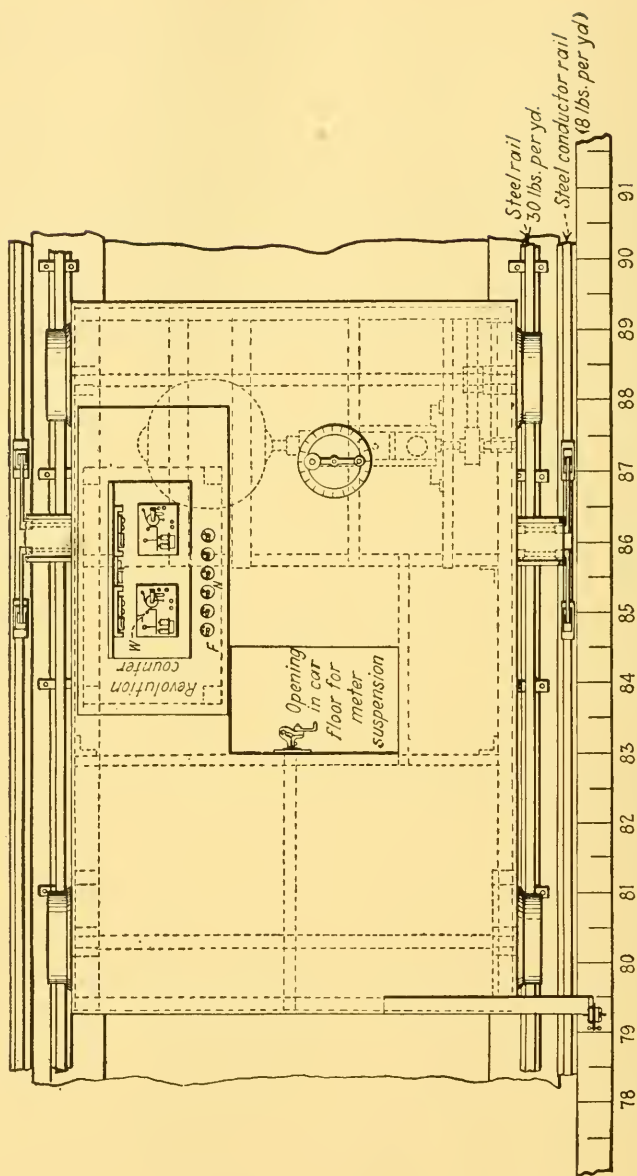 Steel rail
30 lbs. per yd.
Steel conductor rail
(8 lbs. per yd)
Revolution
counter
W
F
N
Opening
in car
floor for
meter
suspension
78 79 80 81 82 83 84 85 86 87 88 89 90 91